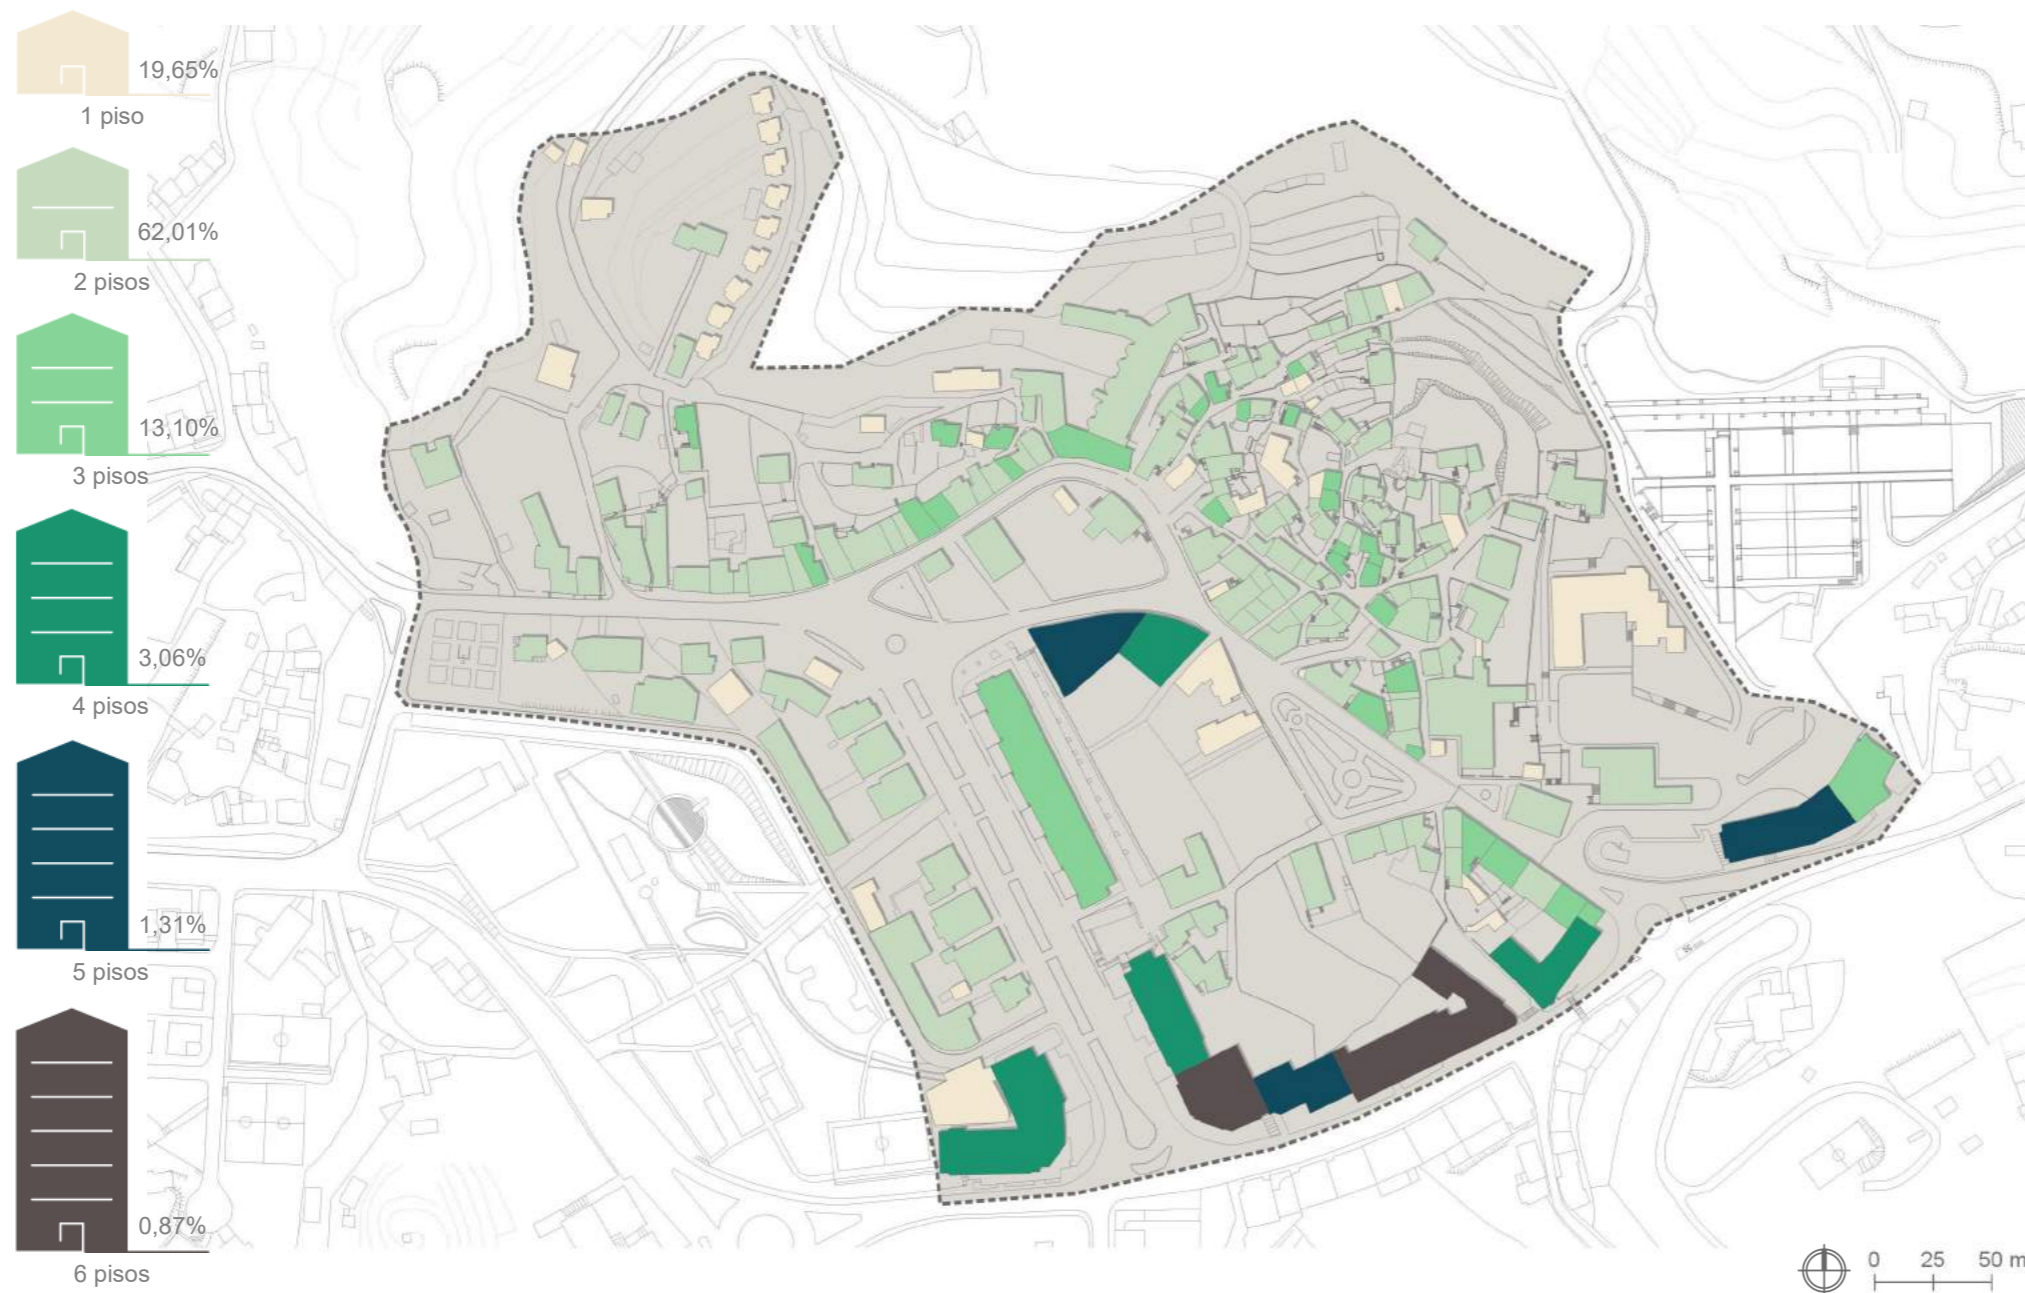 19,65%
1 piso
62,01%
2 pisos
13,10%
3 pisos
3,06%
4 pisos
1,31%
5 pisos
0,87%
6 pisos
0 25 50 m